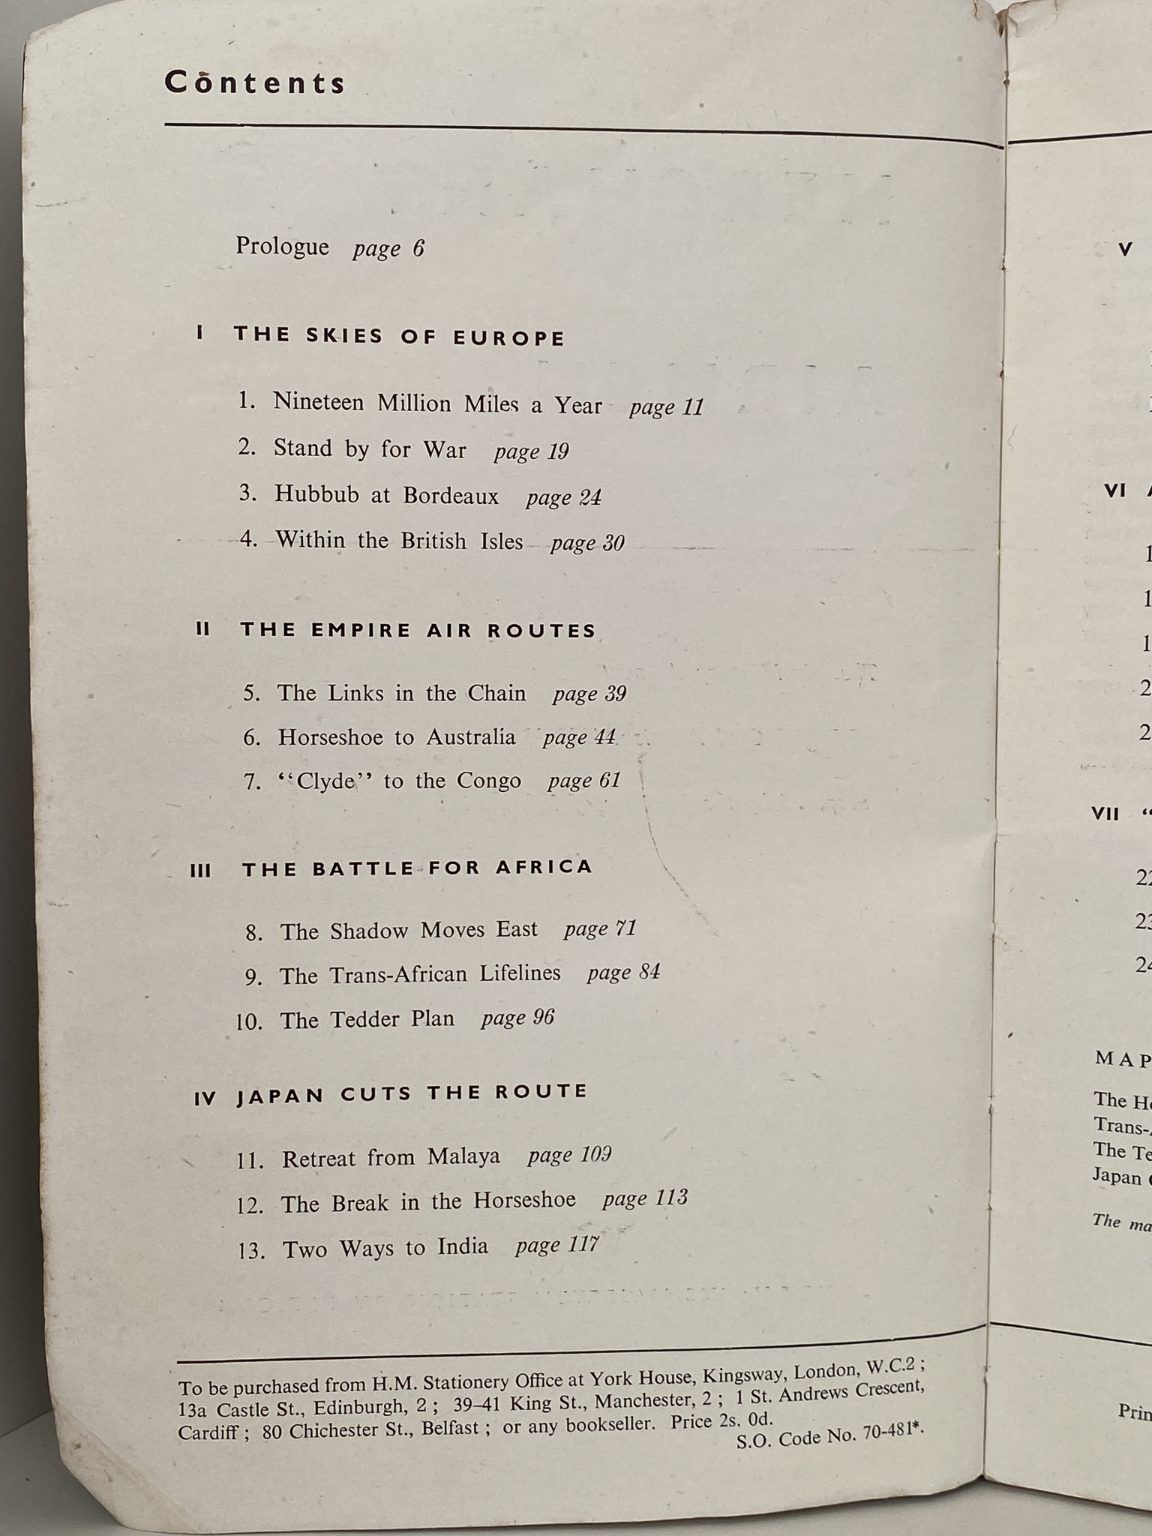 Contents
Prologue page 6
I THE SKIES OF EUROPE
1. Nineteen Million Miles a Year page 11
2. Stand by for War page 19
3. Hubbub at Bordeaux page 24
4. Within the British Isles page 30
II THE EMPIRE AIR ROUTES
5. The Links in the Chain page 39
6. Horseshoe to Australia page 44
7. “Clyde” to the Congo page 61
III THE BATTLE FOR AFRICA
8. The Shadow Moves East page 71
9. The Trans-African Lifelines page 84
10. The Tedder Plan page 96
IV JAPAN CUTS THE ROUTE
11. Retreat from Malaya page 109
12. The Break in the Horseshoe page 113
13. Two Ways to India page 117
To be purchased from H.M. Stationery Office at York House, Kingsway, London, W.C.2 ;
13a Castle St., Edinburgh, 2 ; 39–41 King St., Manchester, 2 ; 1 St. Andrews Crescent,
Cardiff ; 80 Chichester St., Belfast ; or any bookseller. Price 2s. 0d.
S.O. Code No. 70-481*.
V
VI
VII “
22
23
24
MAP
The
Trans-
The
Japan
The